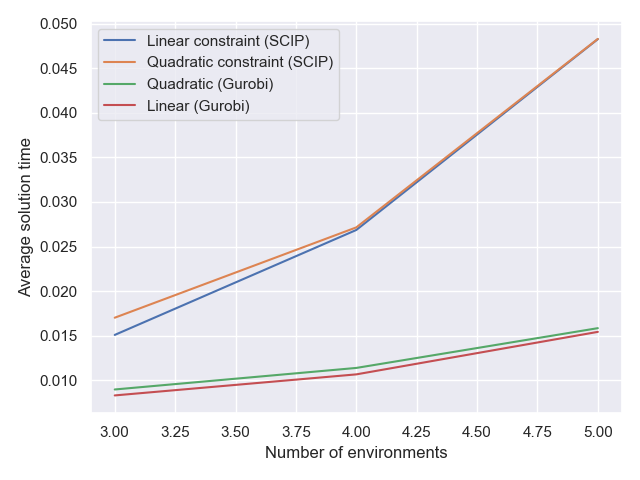 0.050
0.045
0.040
0.035
0.030
0.025
0.020
0.015
0.010
Average solution time
Linear constraint (SCIP)
Quadratic constraint (SCIP)
Quadratic (Gurobi)
Linear (Gurobi)
3.00 3.25 3.50 3.75 4.00 4.25 4.50 4.75 5.00
Number of environments